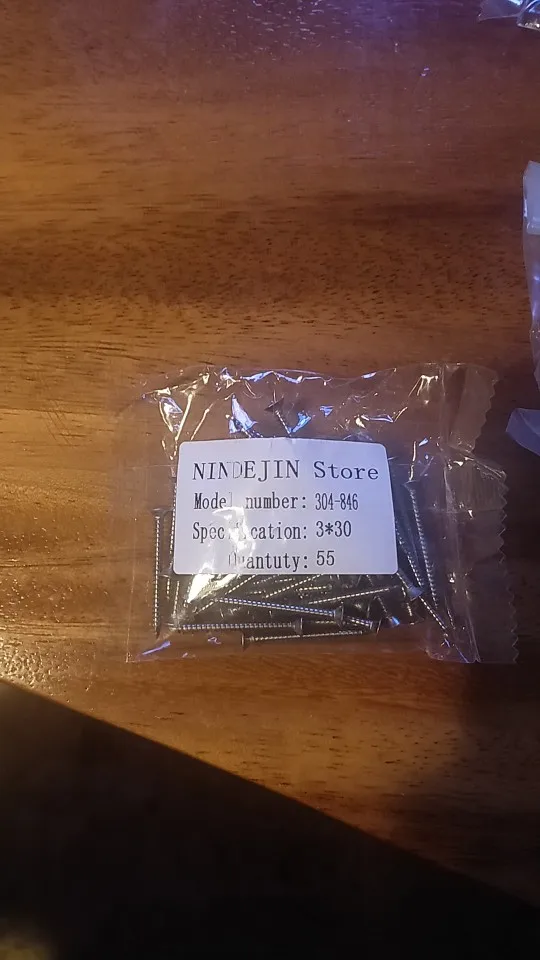 NINDEJIN Store
Model number: 304-846
Specification: 3*30
Quantuty: 55